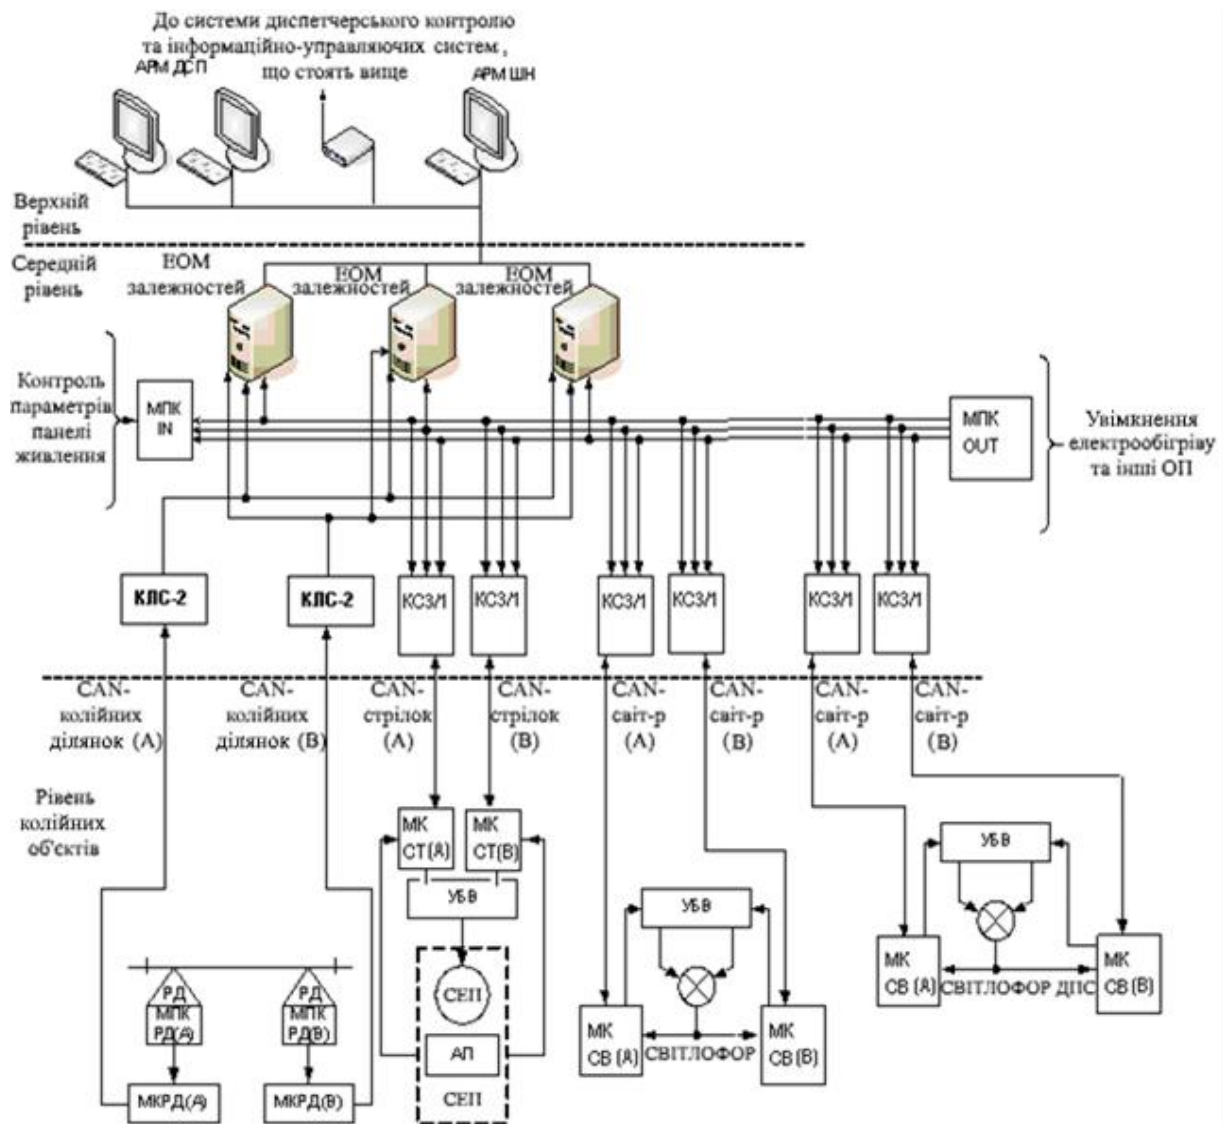 До системи диспетчерського контролю
та інформаційно-управляючих систем,
що стоять вище
АРМ ДСП
АРМ ШН
Верхній
рівень
Середній
рівень
ЕОМ
залежностей
ЕОМ
залежностей
ЕОМ
залежностей
Контроль
параметрів
панелі
живлення
МПК
IN
МПК
OUT
Увімкнення
електрообігріву
та інші ОП
КЛС-2
КЛС-2
КСЗ/1
КСЗ/1
КСЗ/1
КСЗ/1
КСЗ/1
КСЗ/1
CAN-
колійних
ділянок (А)
CAN-
колійних
ділянок (В)
CAN-
стрілок
(А)
CAN-
стрілок
(В)
CAN-
світ-р
(А)
CAN-
світ-р
(В)
CAN-
світ-р
(А)
CAN-
світ-р
(В)
Рівень
колійних
об'єктів
МК
СТ(А)
МК
СТ(В)
УБВ
СЕП
АП
СЕП
РД
МПК
РД(А)
РД
МПК
РД(В)
МКРД(А)
МКРД(В)
УБВ
МК
СВ(А)
СВІТЛОФОР
МК
СВ(В)
УБВ
МК
СВ(А)
СВІТЛОФОР ДПС
МК
СВ(В)